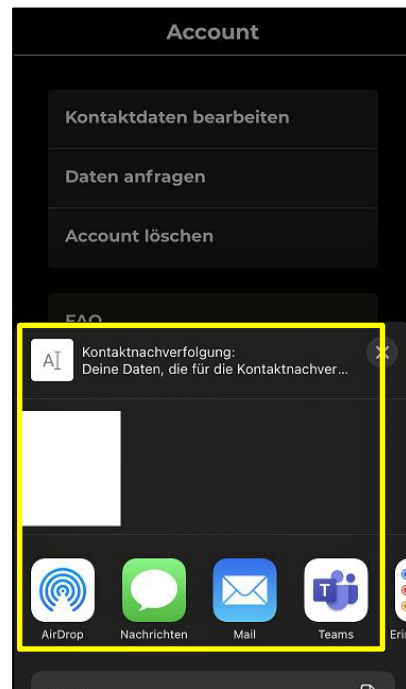 Account
Kontaktdaten bearbeiten
Daten anfragen
Account löschen
FAQ
Kontaktnachverfolgung:
Deine Daten, die für die Kontaktnachver...
AirDrop
Nachrichten
Mail
Teams